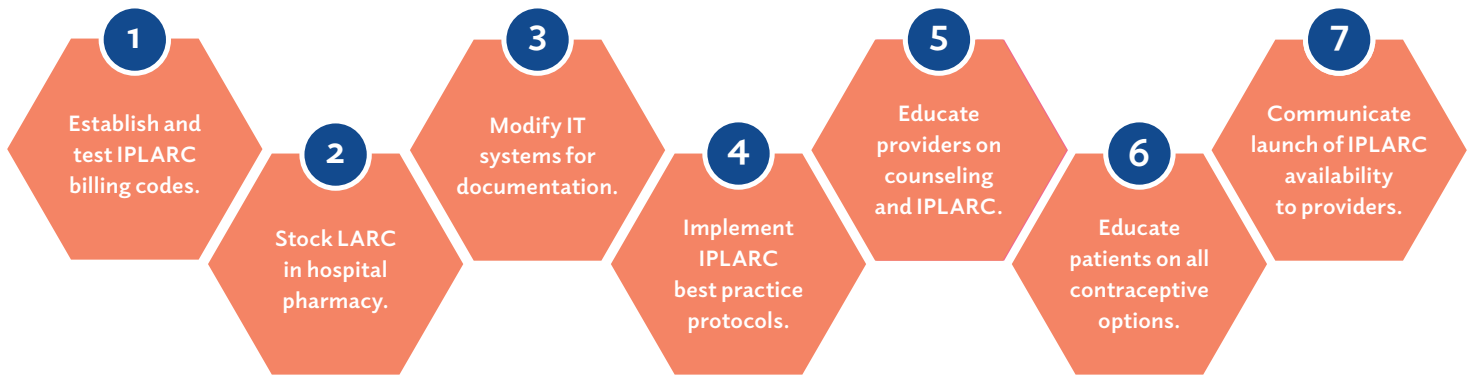 1
Establish and
test IPLARC
billing codes.
2
Stock LARC
in hospital
pharmacy.
3
Modify IT
systems for
documentation.
4
Implement
IPLARC
best practice
protocols.
5
Educate
providers on
counseling
and IPLARC.
6
Educate
patients on all
contraceptive
options.
7
Communicate
launch of IPLARC
availability
to providers.